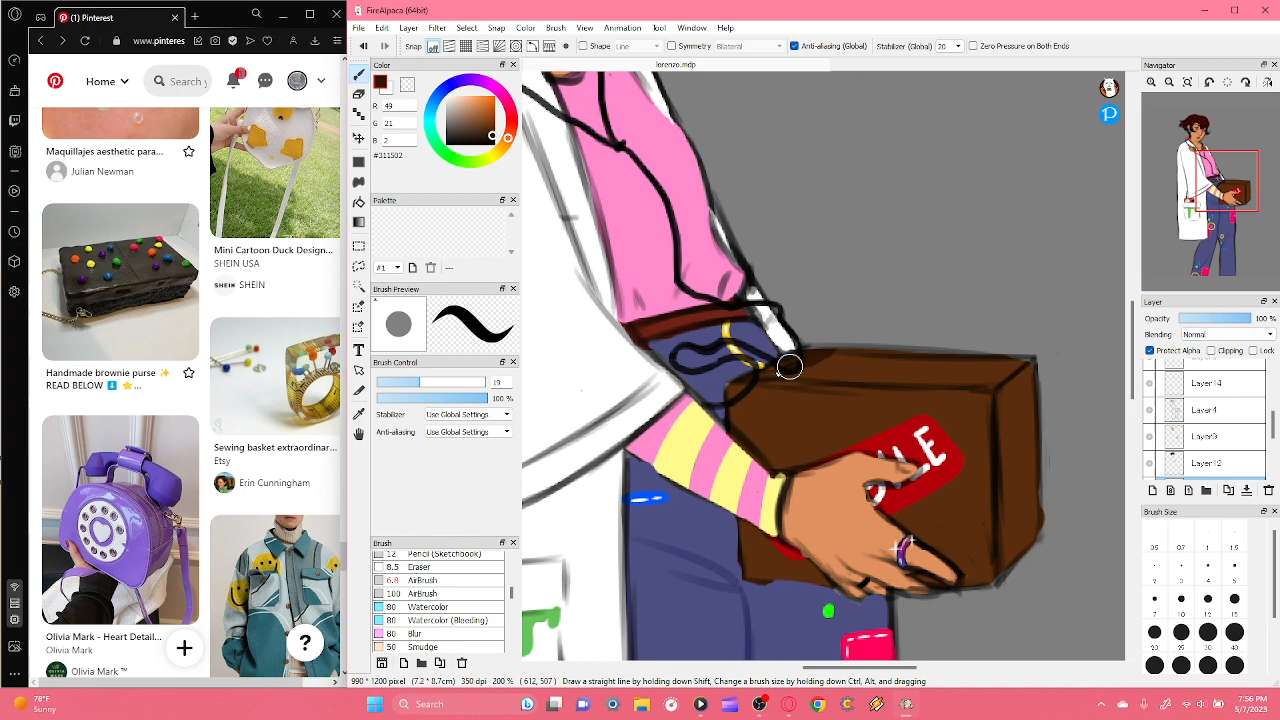 (1) Pinterest
FireAlpaca (64bit)
www.pinteres
File Edit Layer Filter Select Snap Color Brush View Animation Tool Window Help
Snap off Shape Line Symmetry Bilateral Anti-aliasing (Global) Stabilizer (Global) 20 Zero Pressure on Both Ends
Home
Search y
lorenzo.mdp
Color
R 49
G 21
B 2
#311502
Palette
#1
---
Brush Preview
Brush Control
19
100 %
Stabilizer Use Global Settings
Anti-aliasing Use Global Settings
Brush
12 Pencil (Sketchbook)
8.5 Eraser
6.8 AirBrush
100 AirBrush
80 Watercolor
80 Watercolor (Bleeding)
80 Blur
50 Smudge
Maquillajes aesthetic para...
Julian Newman
Mini Cartoon Duck Design...
SHEIN USA
SHEIN
Handmade brownie purse
READ BELOW
Sewing basket extraordinar...
Etsy
Erin Cunningham
Olivia Mark - Heart Detail...
Olivia Mark
Olivia Mark ™
Navigator
Layer
Opacity 100 %
Blending Normal
Protect Alpha Clipping Lock
Layer14
Layer4
Layer9
Layer12
Brush Size
990 * 1200 pixel (7.2 * 8.7cm) 350 dpi 200 % ( 612, 507 ) Draw a straight line by holding down Shift, Change a brush size by holding down Ctrl, Alt, and dragging
78°F
Sunny
Search
7:56 PM
5/7/2023